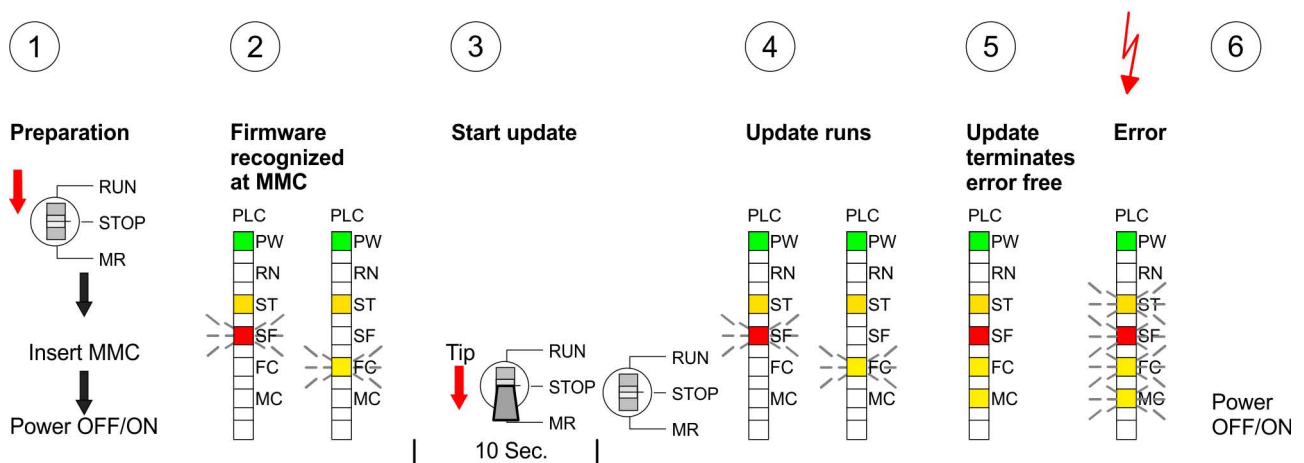 1
2
3
4
5
6
Preparation
RUN
STOP
MR
Insert MMC
Power OFF/ON
Firmware
recognized
at MMC
PLC
PW
RN
ST
SF
FC
MC
PLC
PW
RN
ST
SF
FC
MC
Start update
Tip
RUN
STOP
MR
10 Sec.
RUN
STOP
MR
Update runs
PLC
PW
RN
ST
SF
FC
MC
PLC
PW
RN
ST
SF
FC
MC
Update
terminates
error free
PLC
PW
RN
ST
SF
FC
MC
Error
PLC
PW
RN
ST
SF
FC
MC
Power
OFF/ON